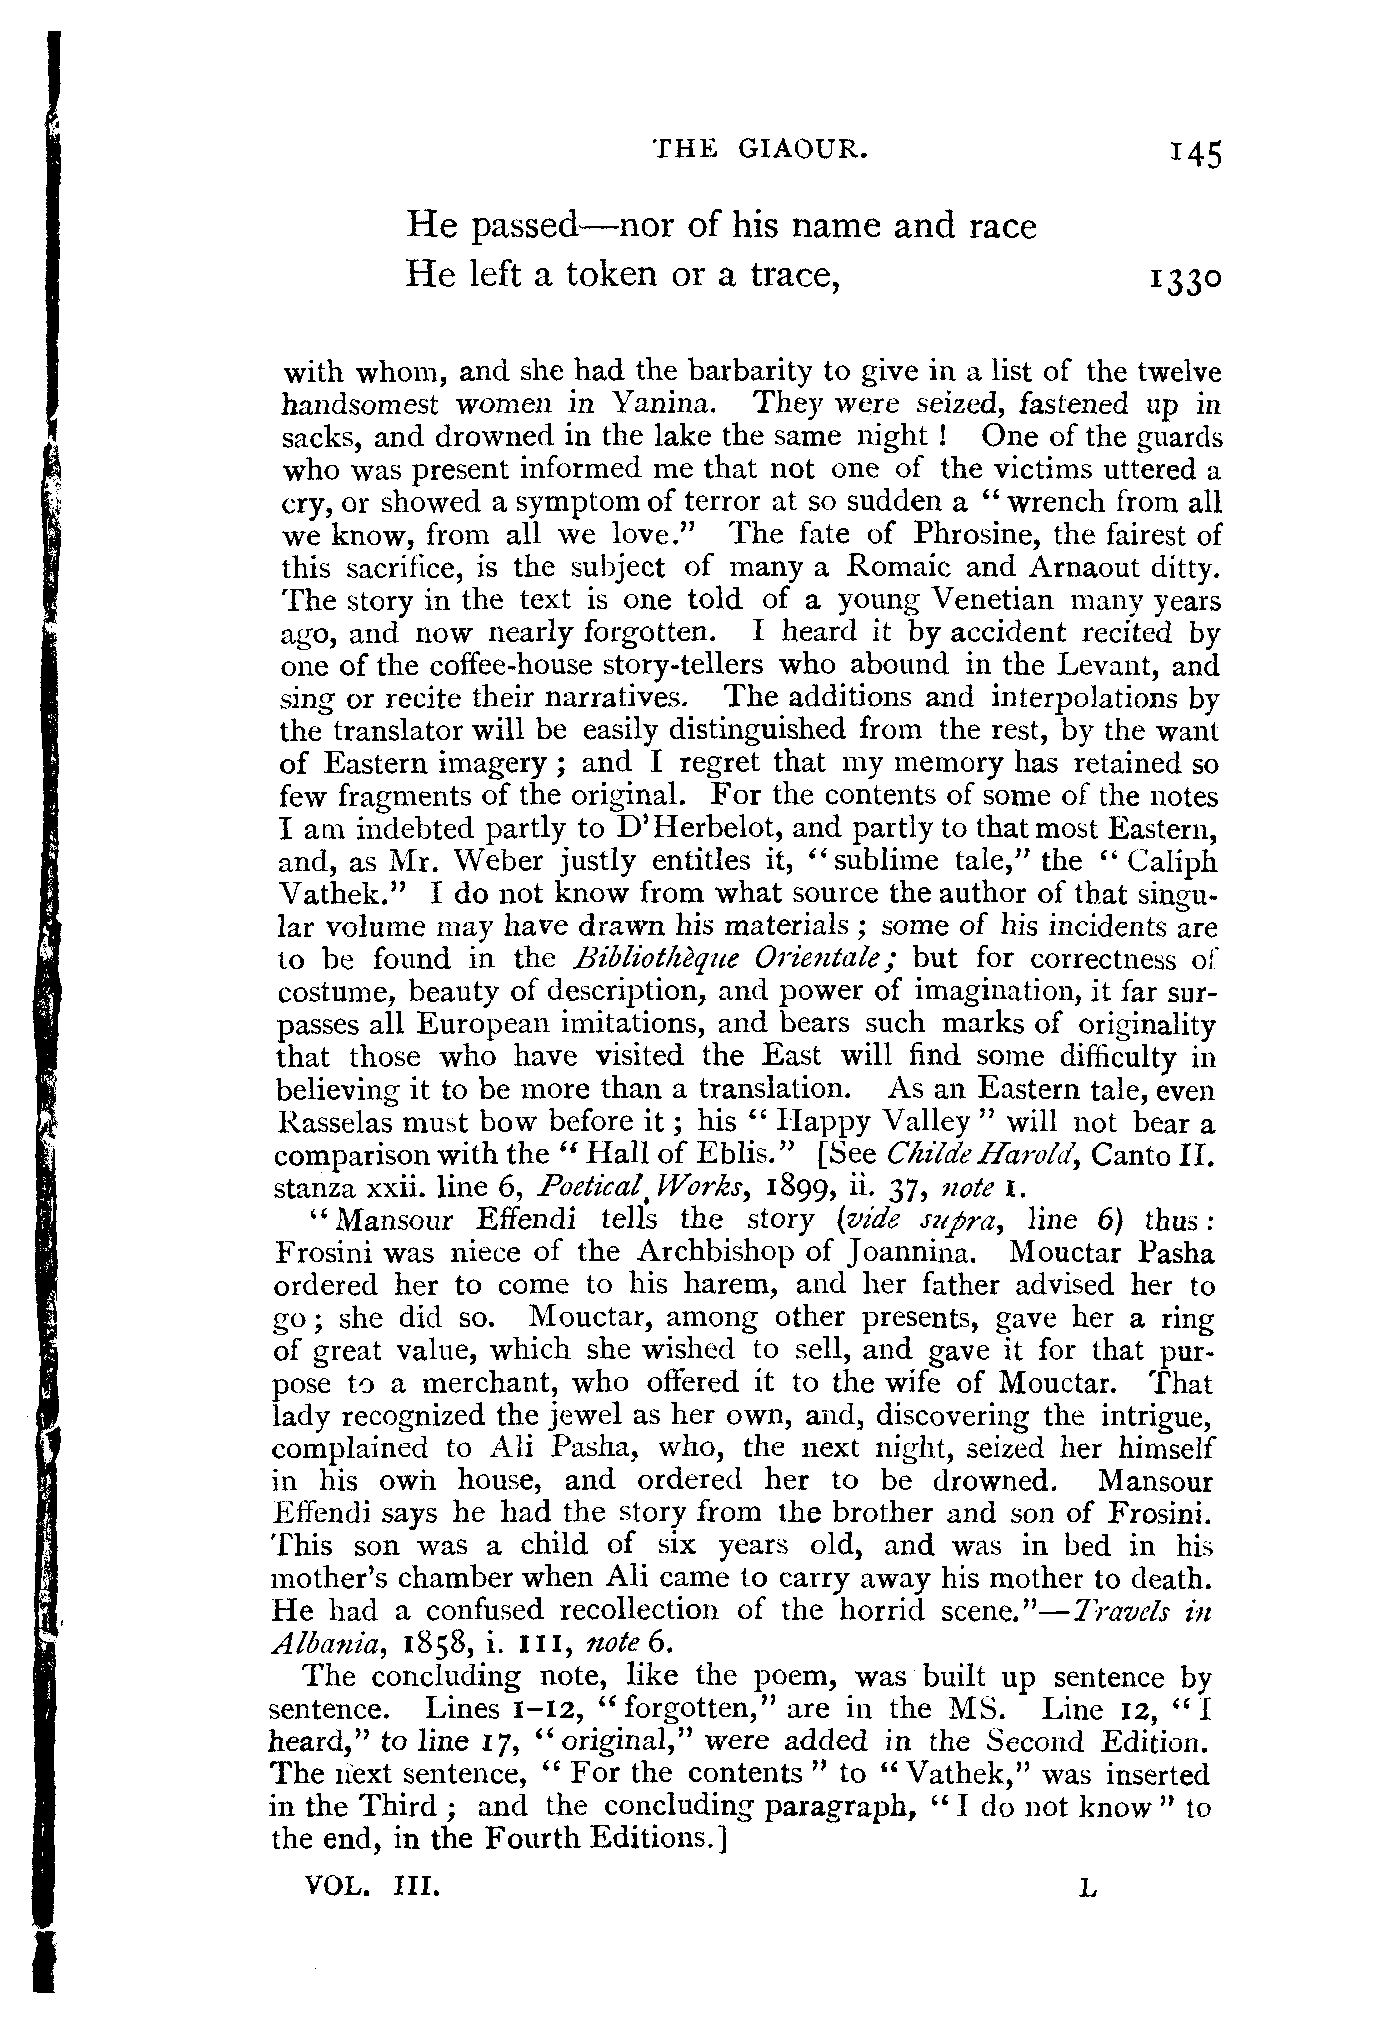 THE GIAOUR. 145
He passed—nor of his name and race
He left a token or a trace, 1330
with whom, and she had the barbarity to give in a list of the twelve
handsomest women in Yanina. They were seized, fastened up in
sacks, and drowned in the lake the same night! One of the guards
who was present informed me that not one of the victims uttered a
cry, or showed a symptom of terror at so sudden a "wrench from all
we know, from all we love." The fate of Phrosine, the fairest of
this sacrifice, is the subject of many a Romaic and Arnaout ditty.
The story in the text is one told of a young Venetian many years
ago, and now nearly forgotten. I heard it by accident recited by
one of the coffee-house story-tellers who abound in the Levant, and
sing or recite their narratives. The additions and interpolations by
the translator will be easily distinguished from the rest, by the want
of Eastern imagery; and I regret that my memory has retained so
few fragments of the original. For the contents of some of the notes
I am indebted partly to D'Herbelot, and partly to that most Eastern,
and, as Mr. Weber justly entitles it, "sublime tale," the "Caliph
Vathek." I do not know from what source the author of that singu-
lar volume may have drawn his materials; some of his incidents are
to be found in the Bibliothèque Orientale; but for correctness of
costume, beauty of description, and power of imagination, it far sur-
passes all European imitations, and bears such marks of originality
that those who have visited the East will find some difficulty in
believing it to be more than a translation. As an Eastern tale, even
Rasselas must bow before it; his "Happy Valley" will not bear a
comparison with the "Hall of Eblis." [See Childe Harold, Canto II.
stanza xxii. line 6, Poetical Works, 1899, ii. 37, note 1.
"Mansour Effendi tells the story (vide supra, line 6) thus:
Frosini was niece of the Archbishop of Joannina. Mouctar Pasha
ordered her to come to his harem, and her father advised her to
go; she did so. Mouctar, among other presents, gave her a ring
of great value, which she wished to sell, and gave it for that pur-
pose to a merchant, who offered it to the wife of Mouctar. That
lady recognized the jewel as her own, and, discovering the intrigue,
complained to Ali Pasha, who, the next night, seized her himself
in his own house, and ordered her to be drowned. Mansour
Effendi says he had the story from the brother and son of Frosini.
This son was a child of six years old, and was in bed in his
mother's chamber when Ali came to carry away his mother to death.
He had a confused recollection of the horrid scene."—Travels in
Albania, 1858, i. 111, note 6.
The concluding note, like the poem, was built up sentence by
sentence. Lines 1-12, "forgotten," are in the MS. Line 12, "I
heard," to line 17, "original," were added in the Second Edition.
The next sentence, "For the contents" to "Vathek," was inserted
in the Third; and the concluding paragraph, "I do not know" to
the end, in the Fourth Editions.]
VOL. III. L